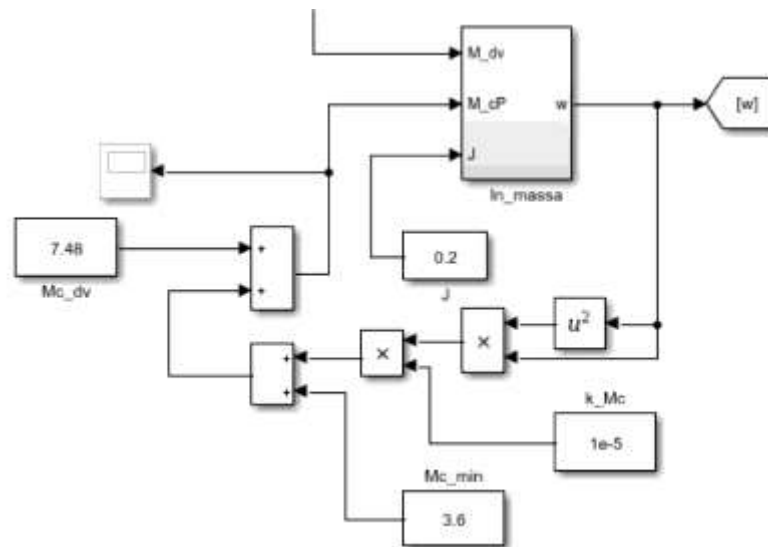 M_dv
M_cP
w
[w]
J
In_massa
7.48
Mc_dv
+
+
0.2
J
u²
×
×
+
+
k_Mc
1e-5
Mc_min
3.6